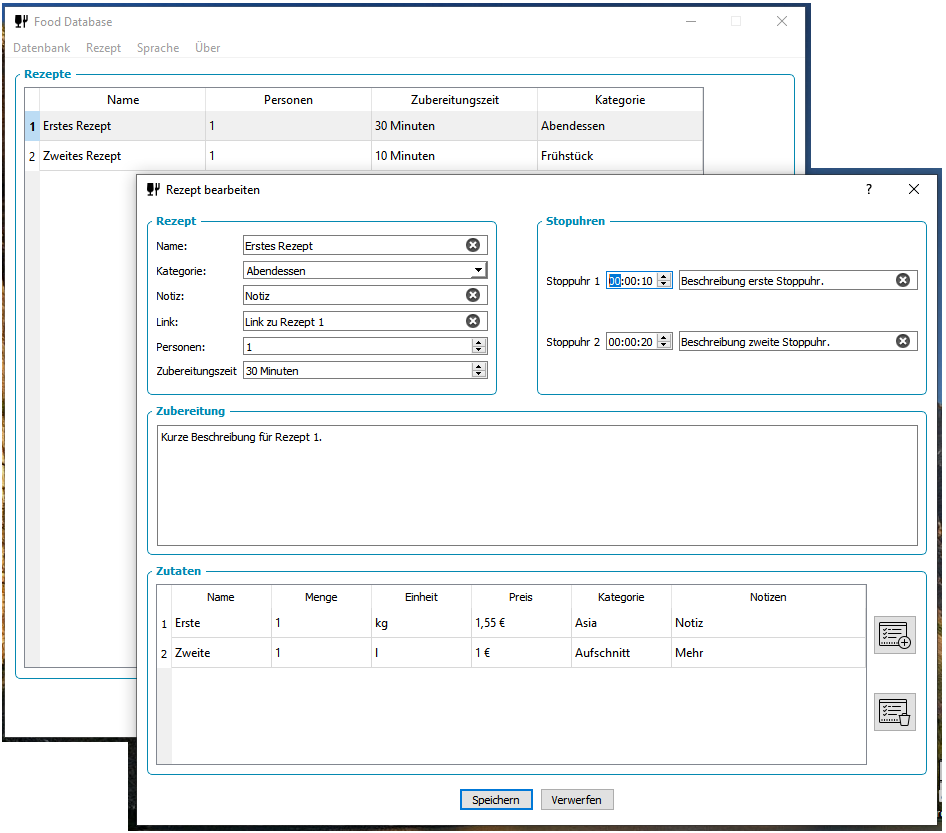 Food Database
Datenbank Rezept Sprache Über
Rezepte
Name Personen Zubereitungszeit Kategorie
1 Erstes Rezept 1 30 Minuten Abendessen
2 Zweites Rezept 1 10 Minuten Frühstück
Rezept bearbeiten ?
Rezept
Name: Erstes Rezept
Kategorie: Abendessen
Notiz: Notiz
Link: Link zu Rezept 1
Personen: 1
Zubereitungszeit 30 Minuten
Stopuhren
Stoppuhr 1 00:00:10 Beschreibung erste Stoppuhr.
Stoppuhr 2 00:00:20 Beschreibung zweite Stoppuhr.
Zubereitung
Kurze Beschreibung für Rezept 1.
Zutaten
Name Menge Einheit Preis Kategorie Notizen
1 Erste 1 kg 1,55 € Asia Notiz
2 Zweite 1 l 1 € Aufschnitt Mehr
Speichern Verwerfen